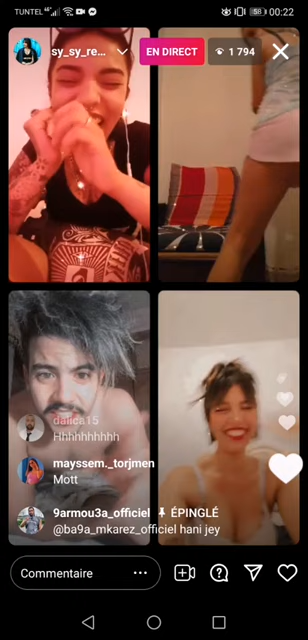 TUNTEL
58
00:22
sy_sy_re...
EN DIRECT
1 794
dalica15
Hhhhhhhhhh
mayssem._torjmen
Mott
9armou3a_officiel ÉPINGLÉ
@ba9a_mkarez_officiel hani jey
Commentaire